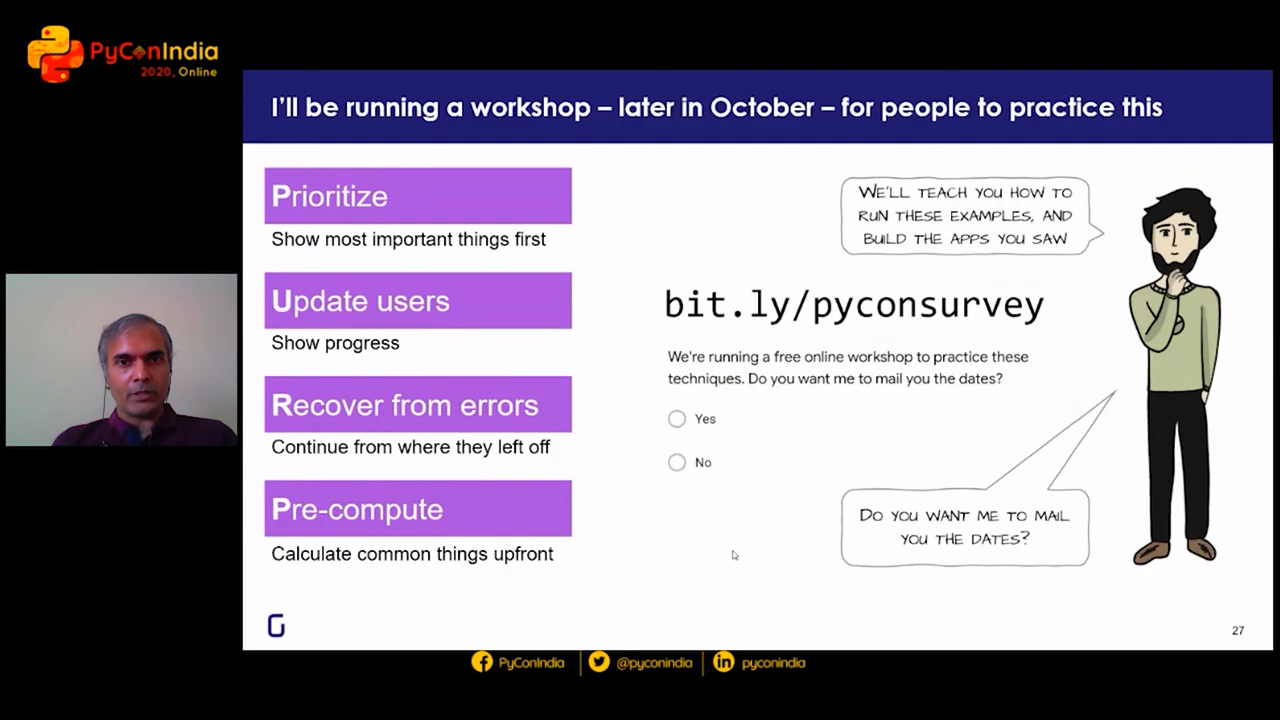 PyConIndia
2020, Online
I'll be running a workshop – later in October – for people to practice this
Prioritize
Show most important things first
Update users
Show progress
Recover from errors
Continue from where they left off
Pre-compute
Calculate common things upfront
WE'LL TEACH YOU HOW TO
RUN THESE EXAMPLES, AND
BUILD THE APPS YOU SAW
bit.ly/pyconsurvey
We're running a free online workshop to practice these
techniques. Do you want me to mail you the dates?
Yes
No
DO YOU WANT ME TO MAIL
YOU THE DATES?
27
PyConIndia
@pyconindia
pyconindia